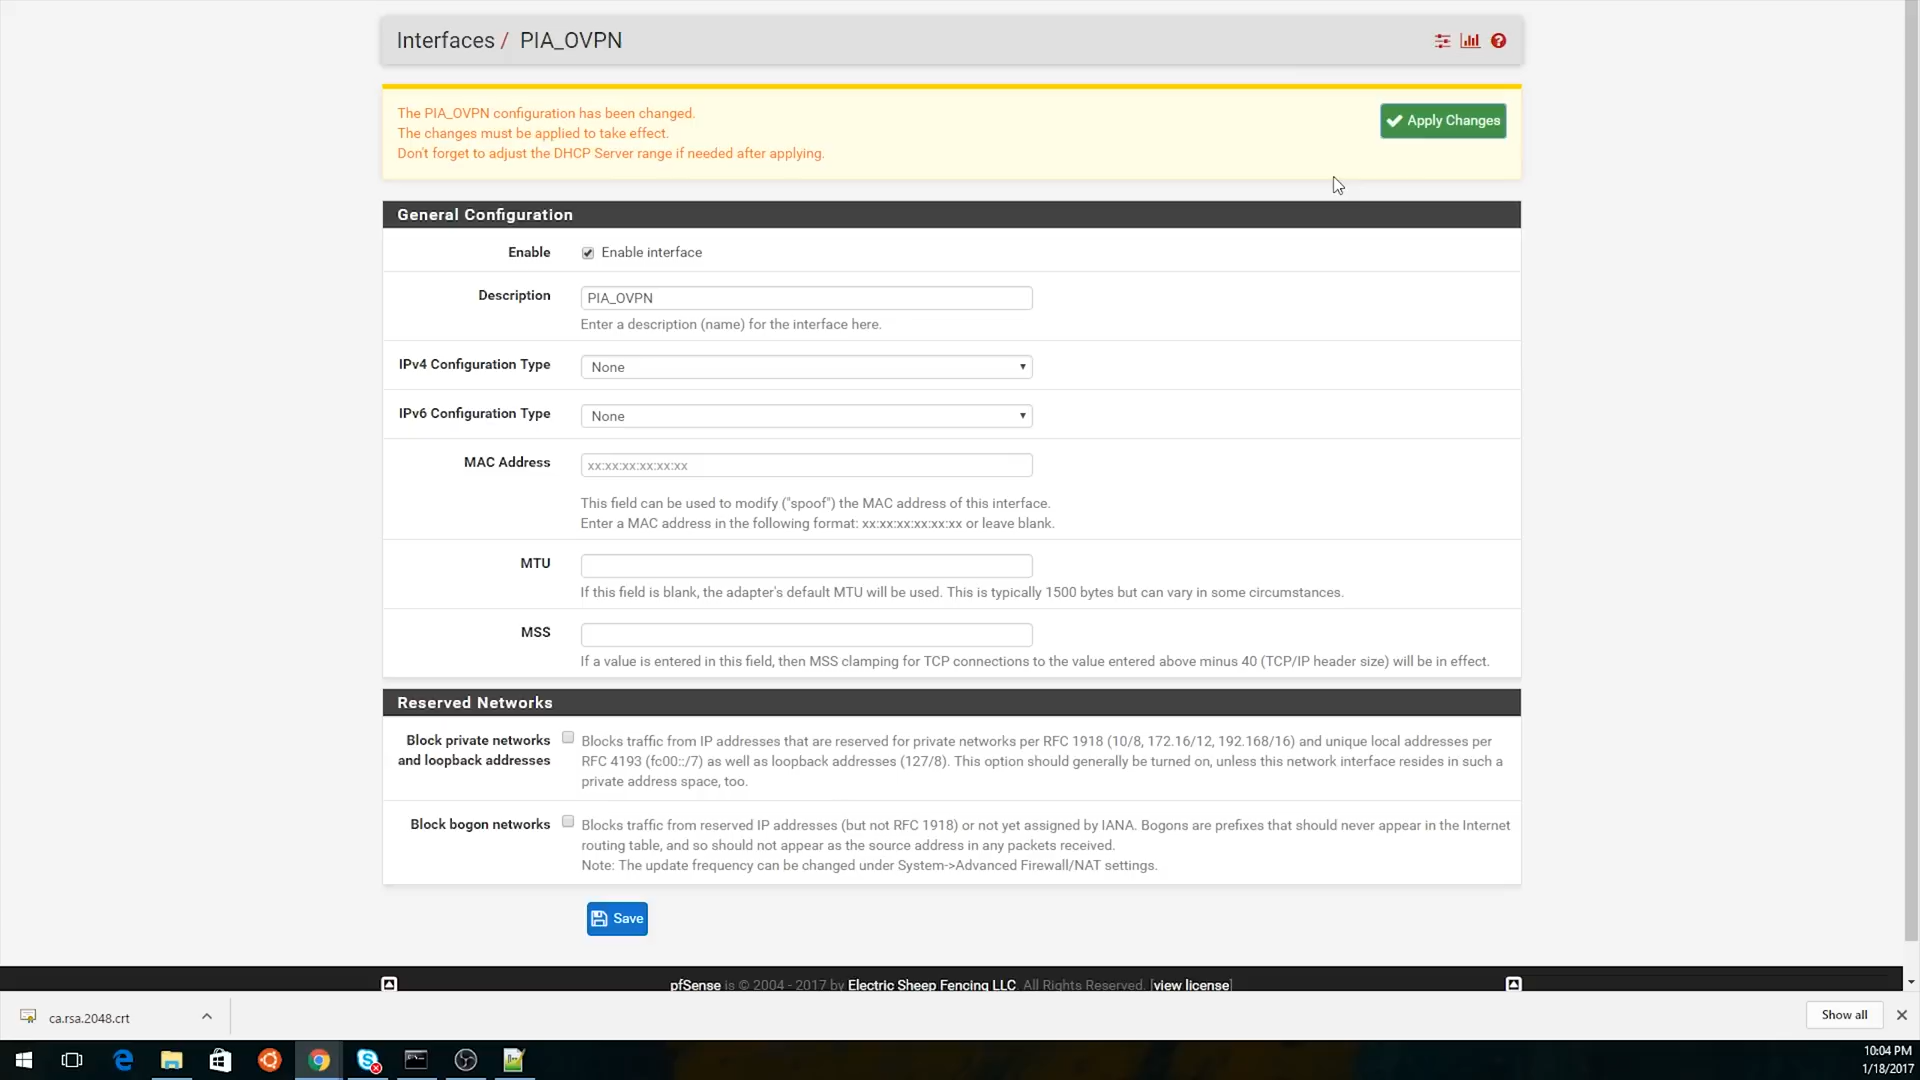 Interfaces / PIA_OVPN
The PIA_OVPN configuration has been changed.
The changes must be applied to take effect.
Don't forget to adjust the DHCP Server range if needed after applying.
Apply Changes
General Configuration
Enable
Enable interface
Description
PIA_OVPN
Enter a description (name) for the interface here.
IPv4 Configuration Type
None
IPv6 Configuration Type
None
MAC Address
xx:xx:xx:xx:xx:xx
This field can be used to modify ("spoof") the MAC address of this interface.
Enter a MAC address in the following format: xx:xx:xx:xx:xx:xx or leave blank.
MTU
If this field is blank, the adapter's default MTU will be used. This is typically 1500 bytes but can vary in some circumstances.
MSS
If a value is entered in this field, then MSS clamping for TCP connections to the value entered above minus 40 (TCP/IP header size) will be in effect.
Reserved Networks
Block private networks
and loopback addresses
Blocks traffic from IP addresses that are reserved for private networks per RFC 1918 (10/8, 172.16/12, 192.168/16) and unique local addresses per
RFC 4193 (fc00::/7) as well as loopback addresses (127/8). This option should generally be turned on, unless this network interface resides in such a
private address space, too.
Block bogon networks
Blocks traffic from reserved IP addresses (but not RFC 1918) or not yet assigned by IANA. Bogons are prefixes that should never appear in the Internet
routing table, and so should not appear as the source address in any packets received.
Note: The update frequency can be changed under System->Advanced Firewall/NAT settings.
Save
pfSense is © 2004 - 2017 by Electric Sheep Fencing LLC. All Rights Reserved. [view license]
ca.rsa.2048.crt
Show all
10:04 PM
1/18/2017